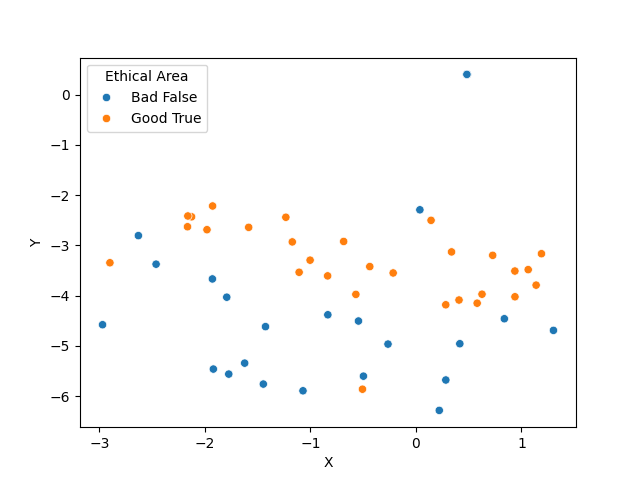 Ethical Area
Bad False
Good True
0
−1
−2
−3
−4
−5
−6
Y
−3
−2
−1
0
1
X